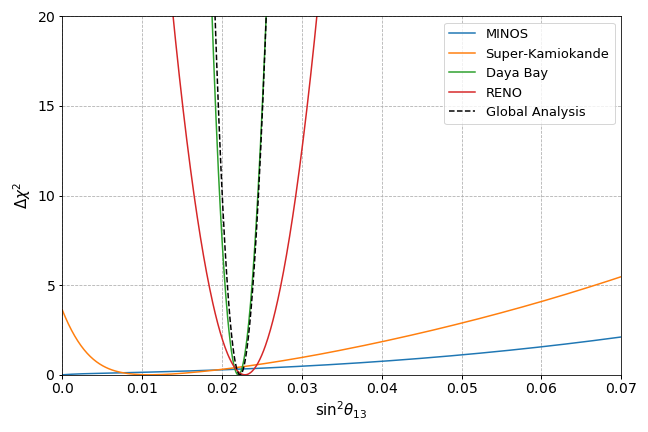 20
15
10
5
0
Δχ²
0.0 0.01 0.02 0.03 0.04 0.05 0.06 0.07
sin²θ₁₃
MINOS
Super-Kamiokande
Daya Bay
RENO
Global Analysis